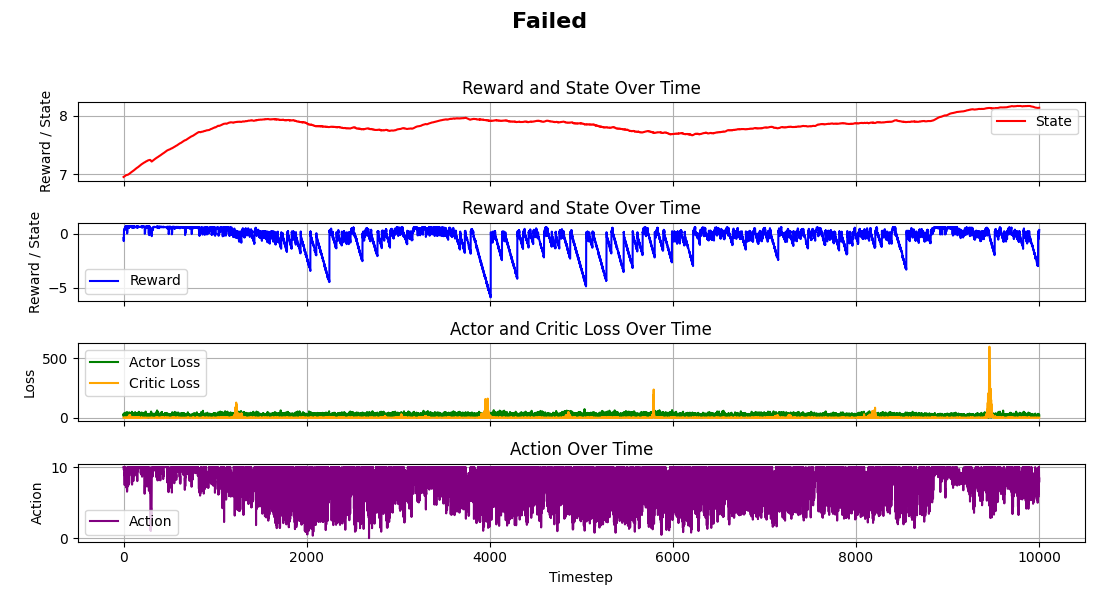 Failed
Reward and State Over Time
Reward / State
8
7
State
Reward and State Over Time
Reward / State
0
−5
Reward
Actor and Critic Loss Over Time
Loss
500
0
Actor Loss
Critic Loss
Action Over Time
Action
10
0
Action
0 2000 4000 6000 8000 10000
Timestep